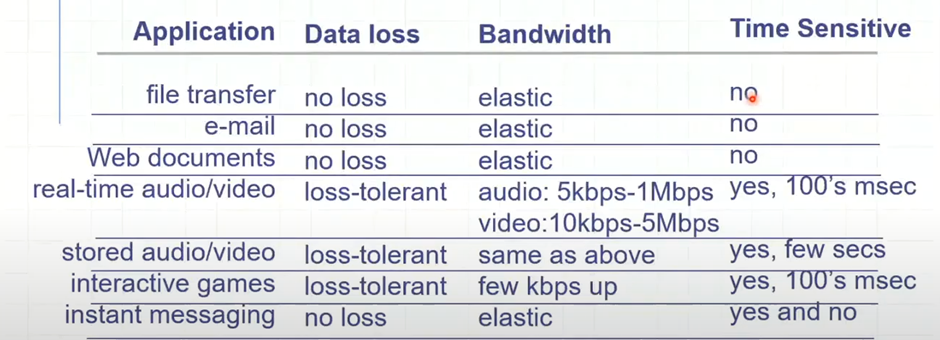 Application Data loss Bandwidth Time Sensitive
file transfer no loss elastic no
e-mail no loss elastic no
Web documents no loss elastic no
real-time audio/video loss-tolerant audio: 5kbps-1Mbps yes, 100's msec
video:10kbps-5Mbps
stored audio/video loss-tolerant same as above yes, few secs
interactive games loss-tolerant few kbps up yes, 100's msec
instant messaging no loss elastic yes and no